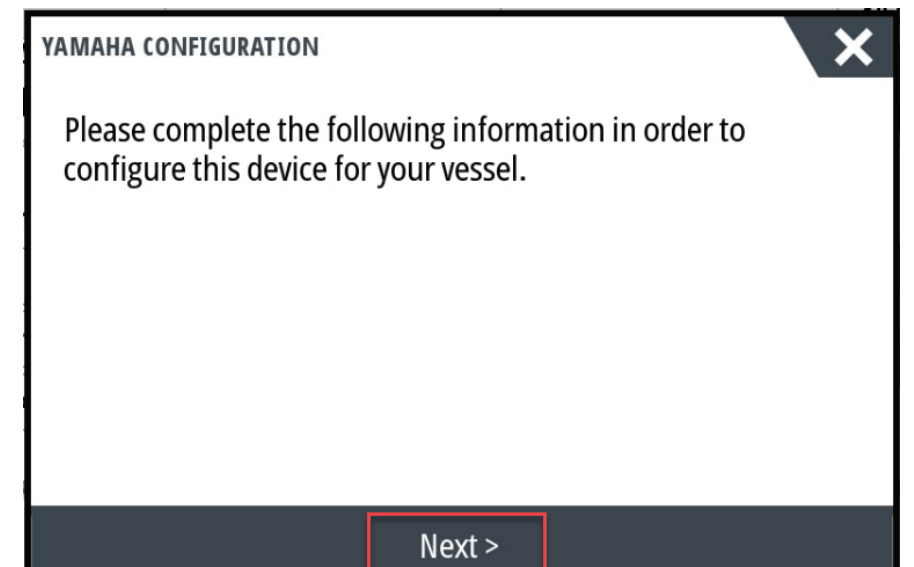 YAMAHA CONFIGURATION
Please complete the following information in order to
configure this device for your vessel.
Next >